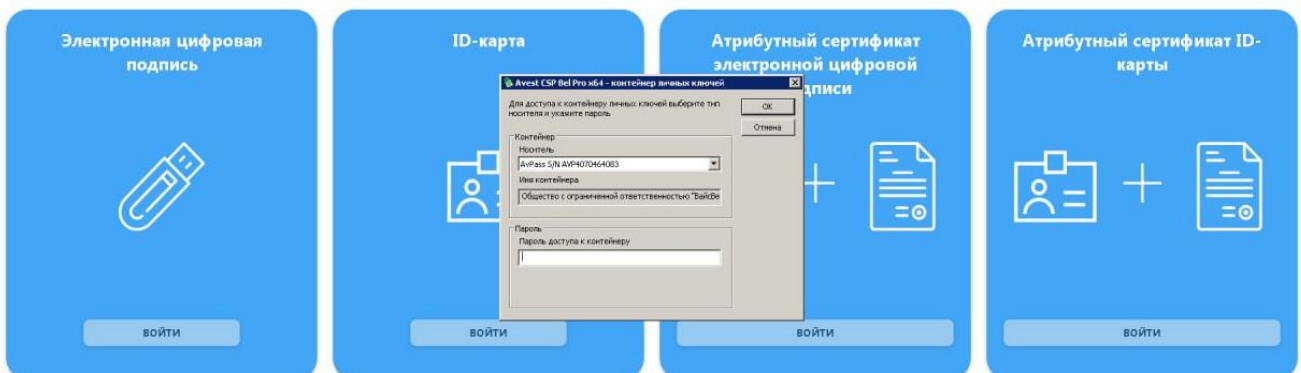 Электронная цифровая
подпись
ID-карта
Атрибутный сертификат
электронной цифровой
дписи
Атрибутный сертификат ID-
карты
Avest CSP Bel Pro x64 - контейнер личных ключей
Для доступа к контейнеру личных ключей выберите тип
носителя и укажите пароль
OK
Отмена
Контейнер
Носитель
AvPass S/N AVP4070464083
Имя контейнера
Общество с ограниченной ответственностью "ВайсВе
Пароль
Пароль доступа к контейнеру
ВОЙТИ
ВОЙТИ
ВОЙТИ
ВОЙТИ